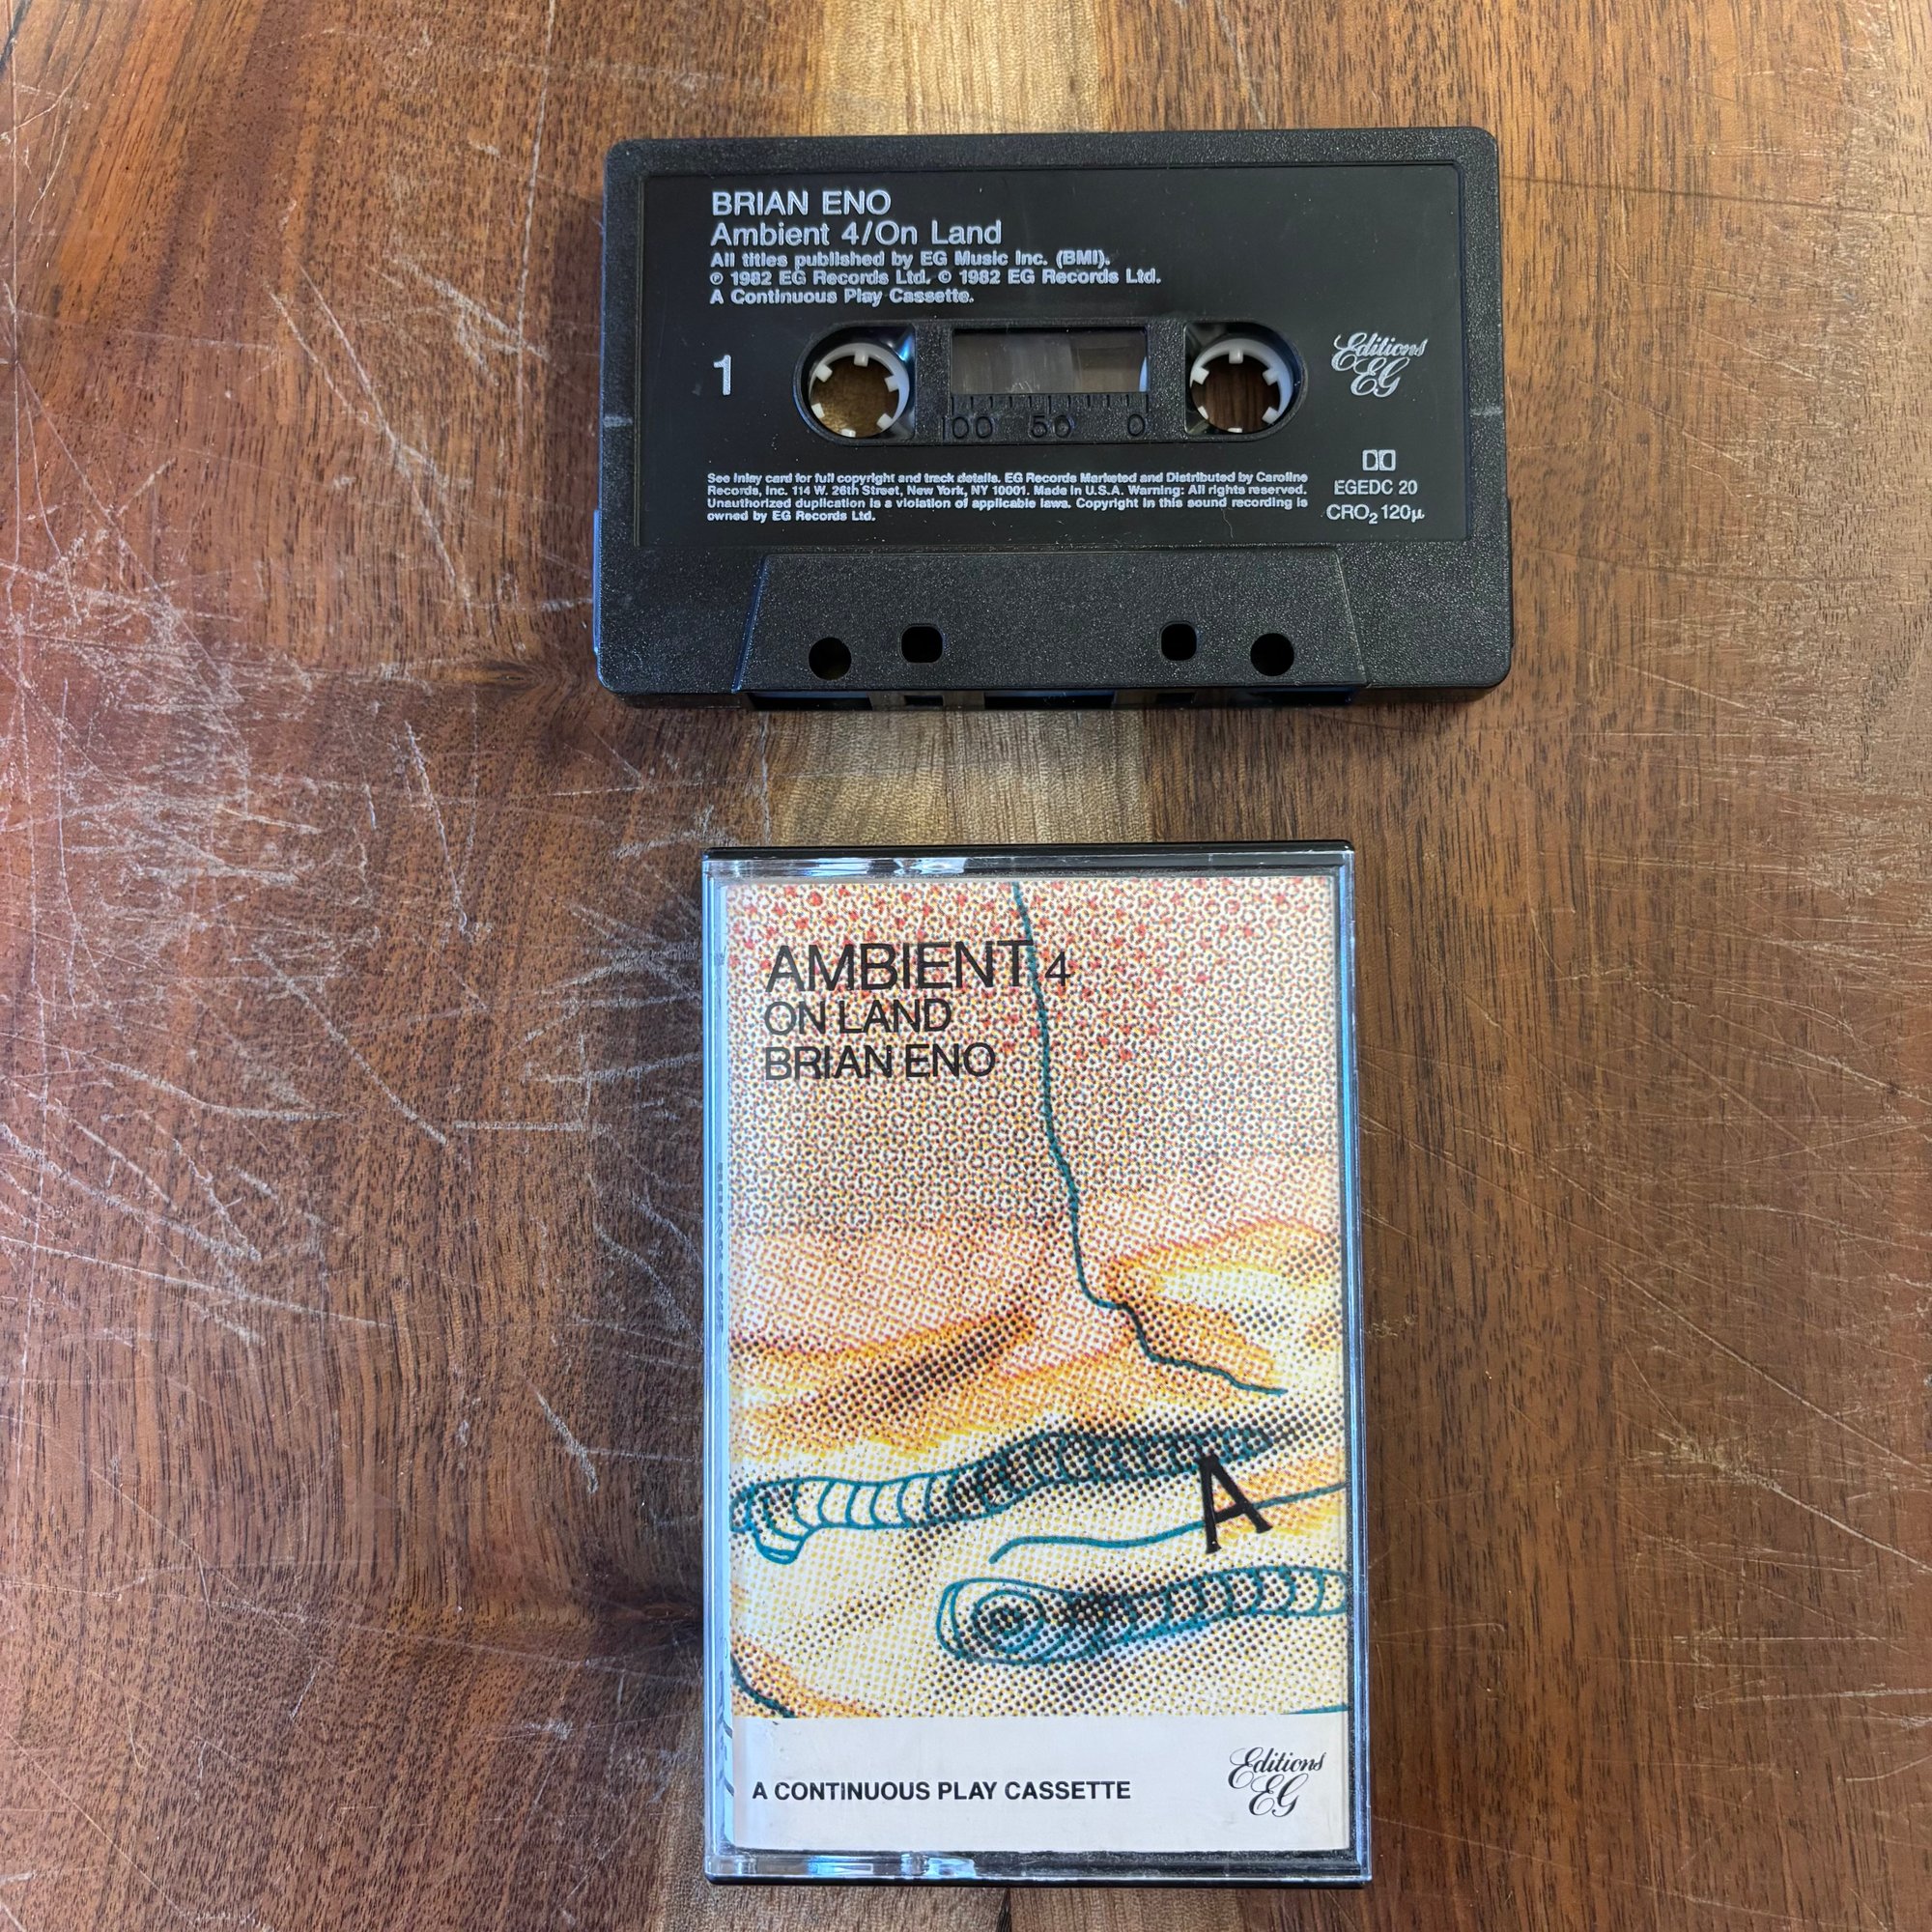 BRIAN ENO
Ambient 4/On Land
All titles published by EG Music Inc. (BMI).
℗ 1982 EG Records Ltd. © 1982 EG Records Ltd.
A Continuous Play Cassette.
1
Editions
EG
100 50 0
See inlay card for full copyright and track details. EG Records Marketed and Distributed by Caroline
Records, Inc. 114 W. 26th Street, New York, NY 10001. Made in U.S.A. Warning: All rights reserved.
Unauthorized duplication is a violation of applicable laws. Copyright in this sound recording is
owned by EG Records Ltd.
EGEDC 20
CRO₂ 120µ
AMBIENT 4
ON LAND
BRIAN ENO
A
A CONTINUOUS PLAY CASSETTE
Editions
EG